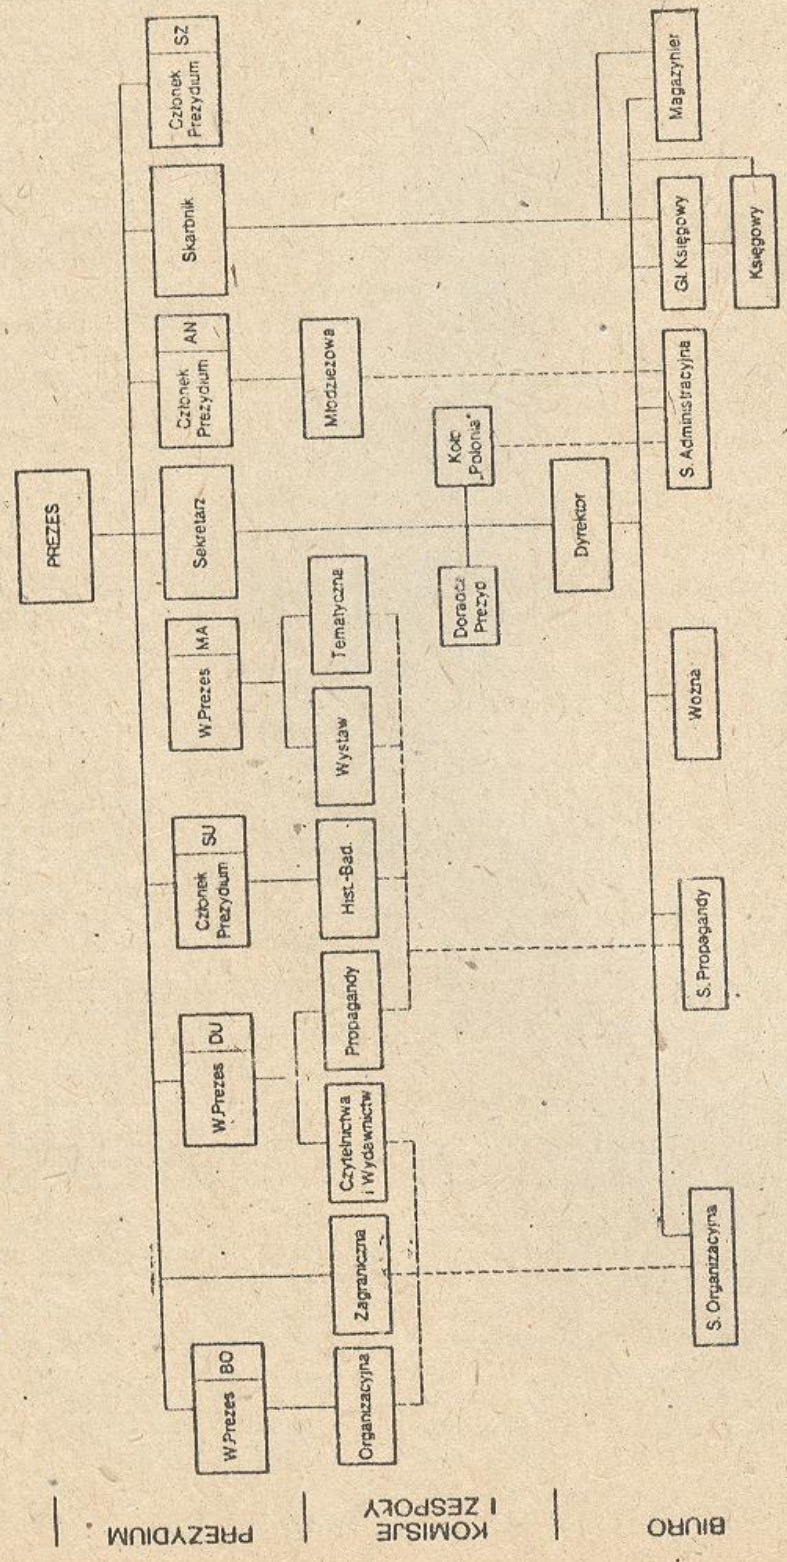 PREZES
W.Prezes BO
W.Prezes DU
Członek SU
Prezydium
W.Prezes MA
Sekretarz
Członek AN
Prezydium
Skarbnik
Członek SZ
Prezydium
Organizacyjna
Zagraniczna
Czytelnictwa
i Wydawnictw
Propagandy
Hist.-Bad.
Wystaw
Tematyczna
Młodzieżowa
Doradca
Prezyd
Koło
„Polonia"
Dyrektor
S. Organizacyjna
S. Propagandy
Wozna
S. Administracyjna
Gł. Księgowy
Księgowy
Magazynier
PREZYDIUM
KOMISJE
I ZESPOŁY
BIURO